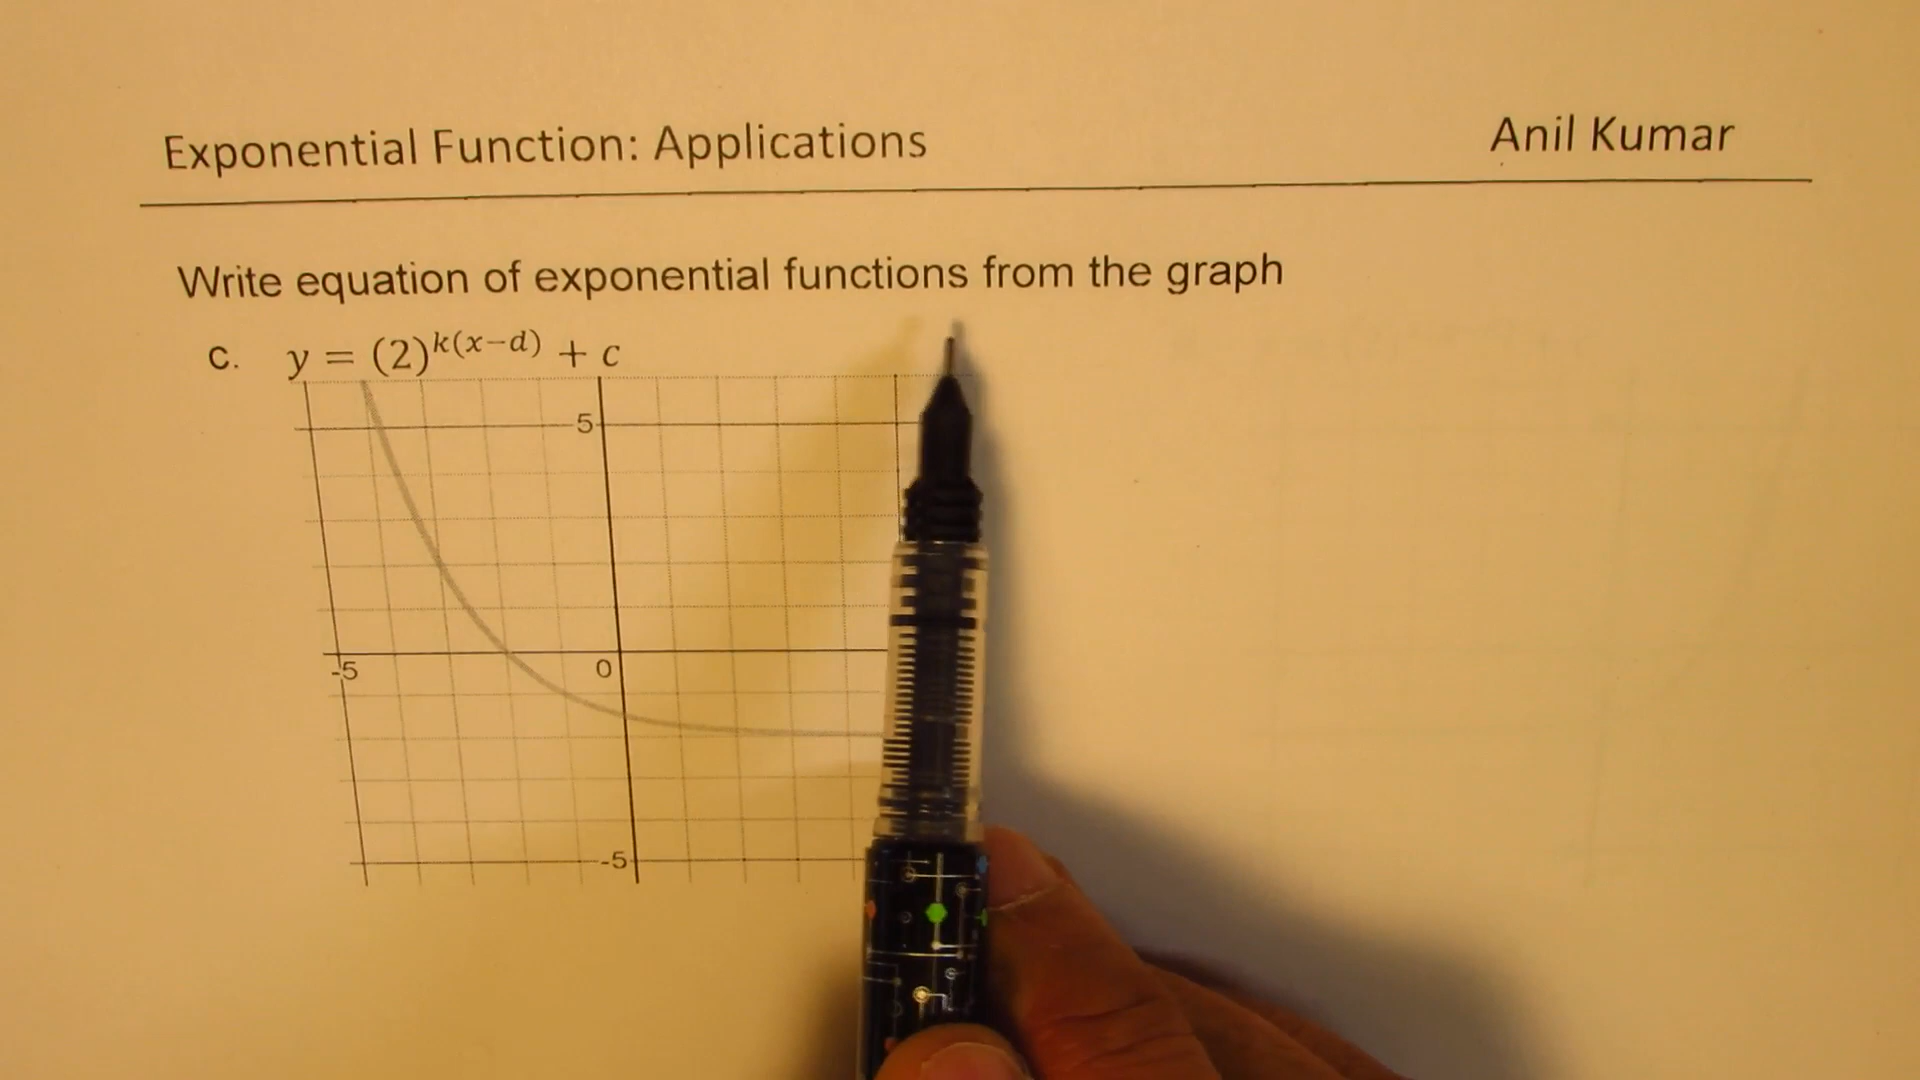 Exponential Function: Applications
Anil Kumar
Write equation of exponential functions from the graph
c. y = (2)^{k(x-d)} + c
5
-5
0
-5